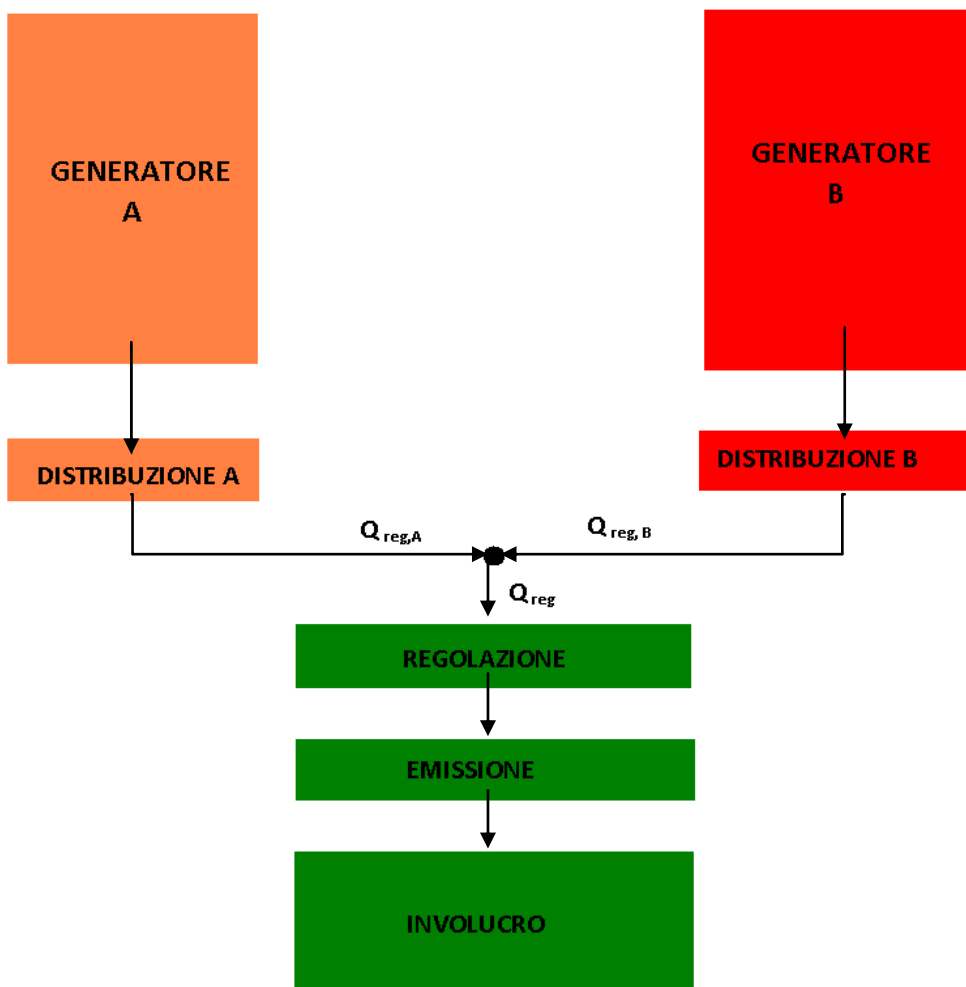 GENERATORE
A
GENERATORE
B
DISTRIBUZIONE A
DISTRIBUZIONE B
Q reg,A
Q reg, B
Q reg
REGOLAZIONE
EMISSIONE
INVOLUCRO